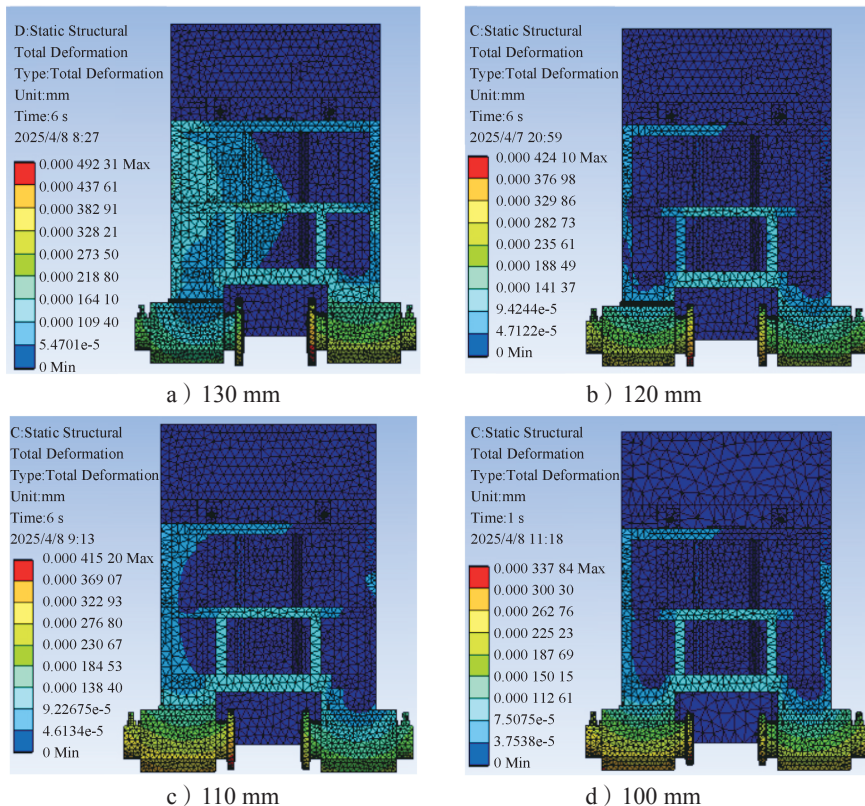 D:Static Structural
Total Deformation
Type:Total Deformation
Unit:mm
Time:6 s
2025/4/8 8:27
0.000 492 31 Max
0.000 437 61
0.000 382 91
0.000 328 21
0.000 273 50
0.000 218 80
0.000 164 10
0.000 109 40
5.4701e-5
0 Min
a）130 mm
C:Static Structural
Total Deformation
Type:Total Deformation
Unit:mm
Time:6 s
2025/4/7 20:59
0.000 424 10 Max
0.000 376 98
0.000 329 86
0.000 282 73
0.000 235 61
0.000 188 49
0.000 141 37
9.4244e-5
4.7122e-5
0 Min
b）120 mm
C:Static Structural
Total Deformation
Type:Total Deformation
Unit:mm
Time:6 s
2025/4/8 9:13
0.000 415 20 Max
0.000 369 07
0.000 322 93
0.000 276 80
0.000 230 67
0.000 184 53
0.000 138 40
9.22675e-5
4.6134e-5
0 Min
c）110 mm
C:Static Structural
Total Deformation
Type:Total Deformation
Unit:mm
Time:1 s
2025/4/8 11:18
0.000 337 84 Max
0.000 300 30
0.000 262 76
0.000 225 23
0.000 187 69
0.000 150 15
0.000 112 61
7.5075e-5
3.7538e-5
0 Min
d）100 mm